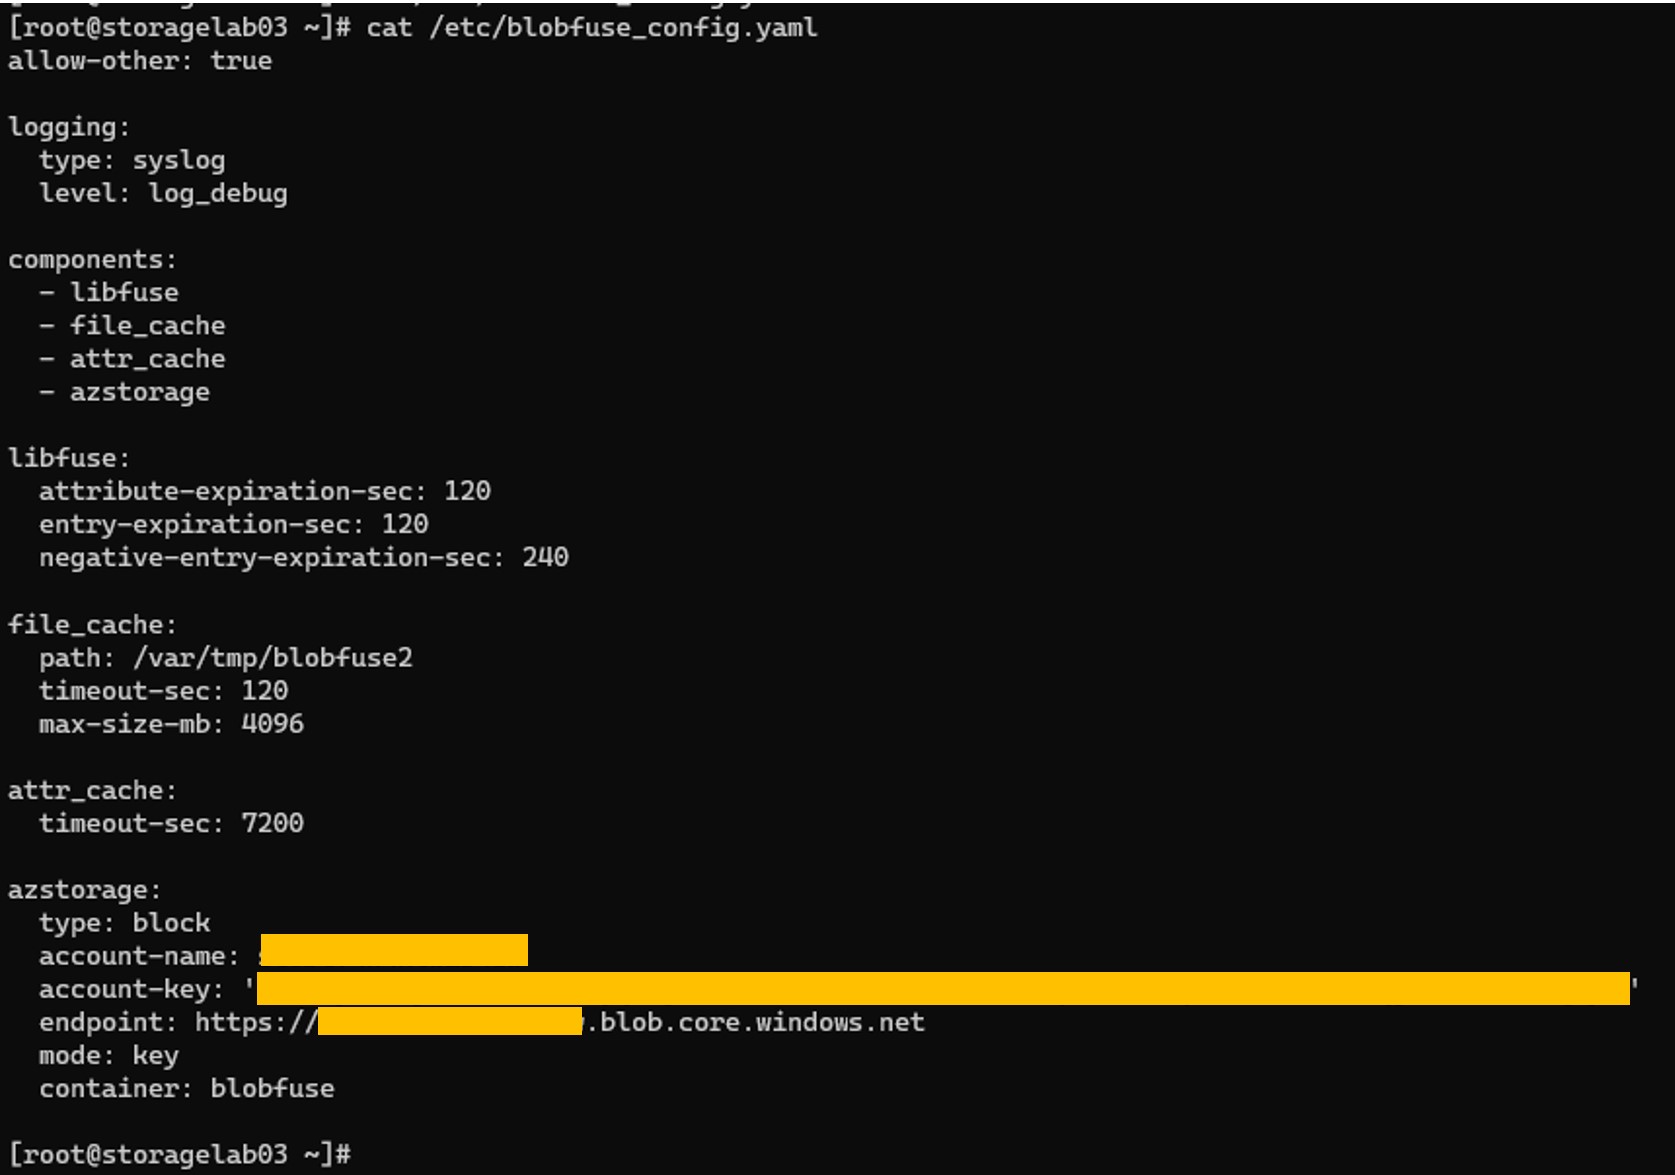 [root@storagelab03 ~]# cat /etc/blobfuse_config.yaml
allow-other: true
logging:
  type: syslog
  level: log_debug
components:
  - libfuse
  - file_cache
  - attr_cache
  - azstorage
libfuse:
  attribute-expiration-sec: 120
  entry-expiration-sec: 120
  negative-entry-expiration-sec: 240
file_cache:
  path: /var/tmp/blobfuse2
  timeout-sec: 120
  max-size-mb: 4096
attr_cache:
  timeout-sec: 7200
azstorage:
  type: block
  account-name:
  account-key: ' '
  endpoint: https:// .blob.core.windows.net
  mode: key
  container: blobfuse
[root@storagelab03 ~]#